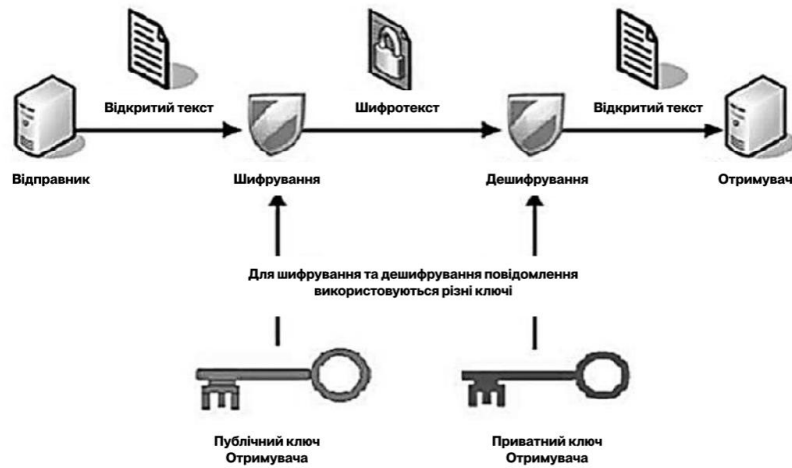 Відкритий текст
Шифротекст
Відкритий текст
Відправник
Шифрування
Дешифрування
Отримувач
Для шифрування та дешифрування повідомлення
використовуються різні ключі
Публічний ключ
Отримувача
Приватний ключ
Отримувача